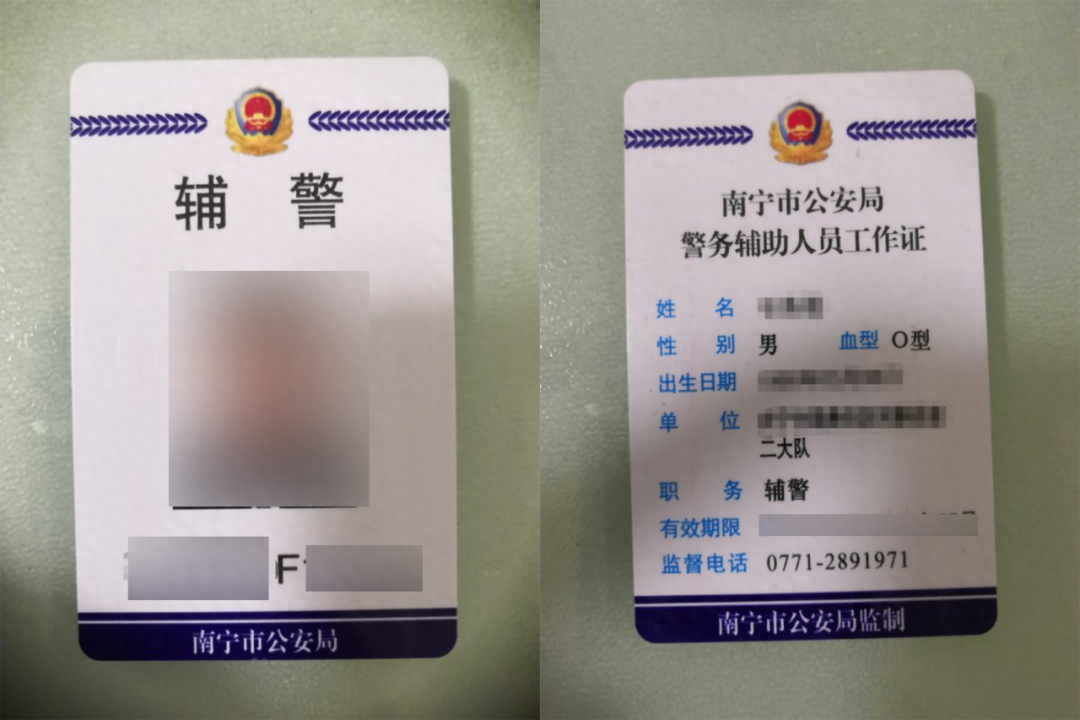 辅 警
F
南宁市公安局
南宁市公安局
警务辅助人员工作证
姓 名
性 别 男 血型 O型
出生日期
单 位
二大队
职 务 辅警
有效期限
监督电话 0771-2891971
南宁市公安局监制